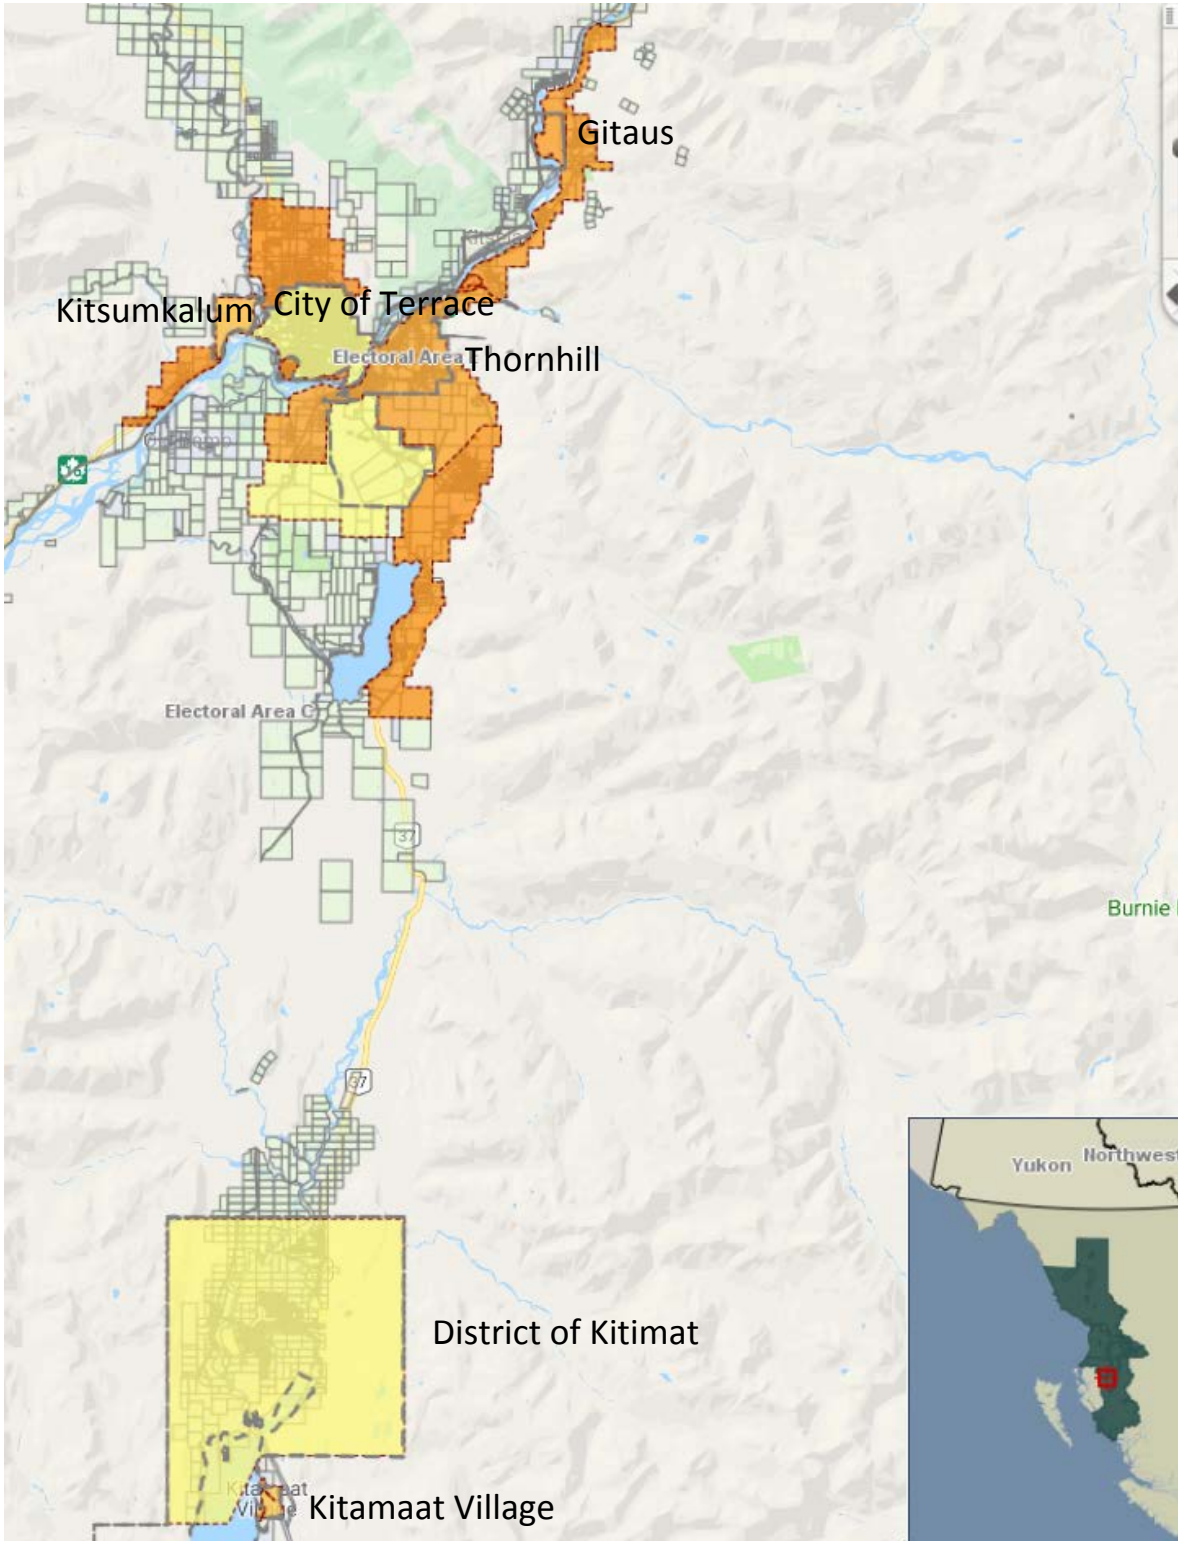 Gitaus
Kitsumkalum
City of Terrace
Electoral Area
Thornhill
16
Electoral Area C
37
Burnie
37
Yukon
Northwest
District of Kitimat
Kitamaat Village